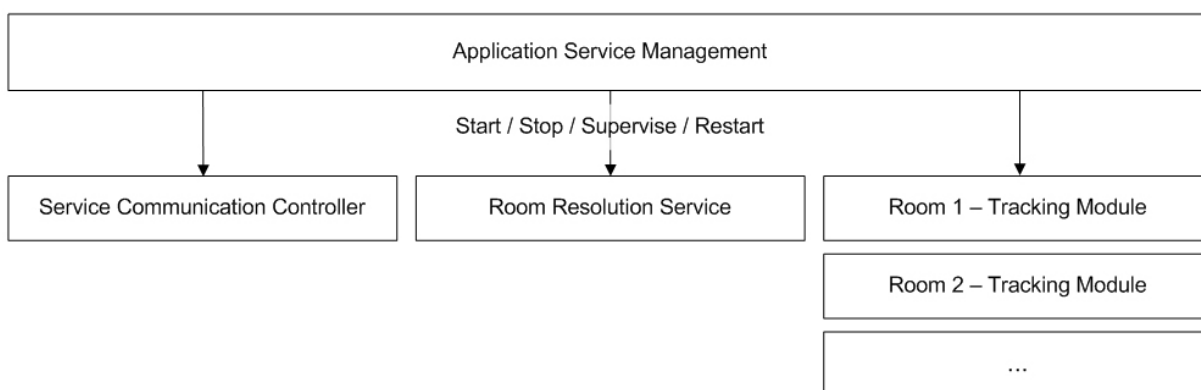 Application Service Management
Start / Stop / Supervise / Restart
Service Communication Controller
Room Resolution Service
Room 1 – Tracking Module
Room 2 – Tracking Module
...